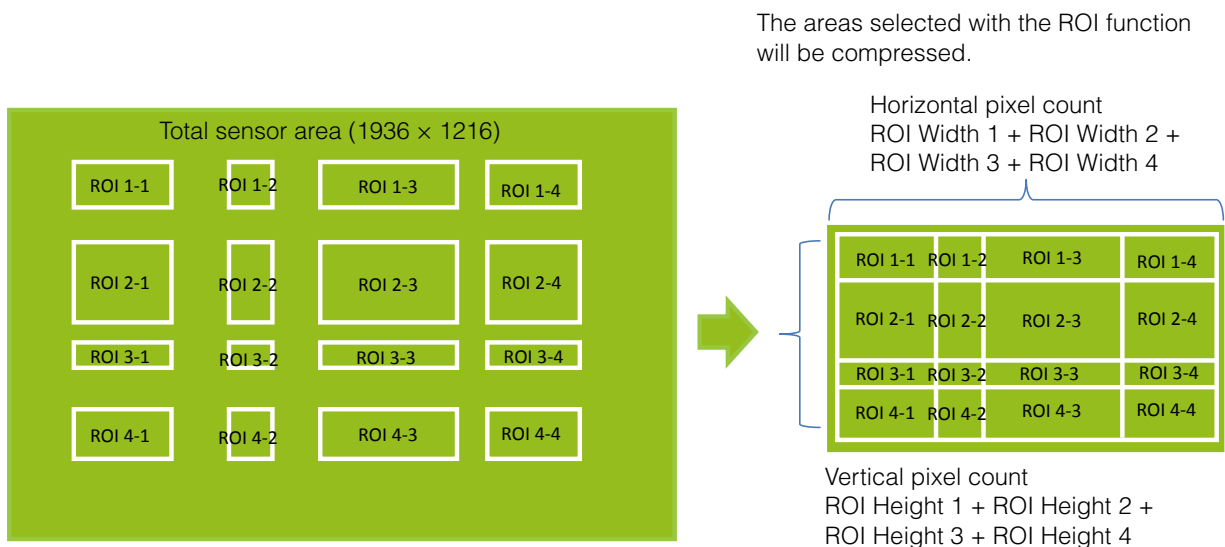 The areas selected with the ROI function
will be compressed.
Total sensor area (1936 × 1216)
ROI 1-1 ROI 1-2 ROI 1-3 ROI 1-4
ROI 2-1 ROI 2-2 ROI 2-3 ROI 2-4
ROI 3-1 ROI 3-2 ROI 3-3 ROI 3-4
ROI 4-1 ROI 4-2 ROI 4-3 ROI 4-4
Horizontal pixel count
ROI Width 1 + ROI Width 2 +
ROI Width 3 + ROI Width 4
ROI 1-1 ROI 1-2 ROI 1-3 ROI 1-4
ROI 2-1 ROI 2-2 ROI 2-3 ROI 2-4
ROI 3-1 ROI 3-2 ROI 3-3 ROI 3-4
ROI 4-1 ROI 4-2 ROI 4-3 ROI 4-4
Vertical pixel count
ROI Height 1 + ROI Height 2 +
ROI Height 3 + ROI Height 4